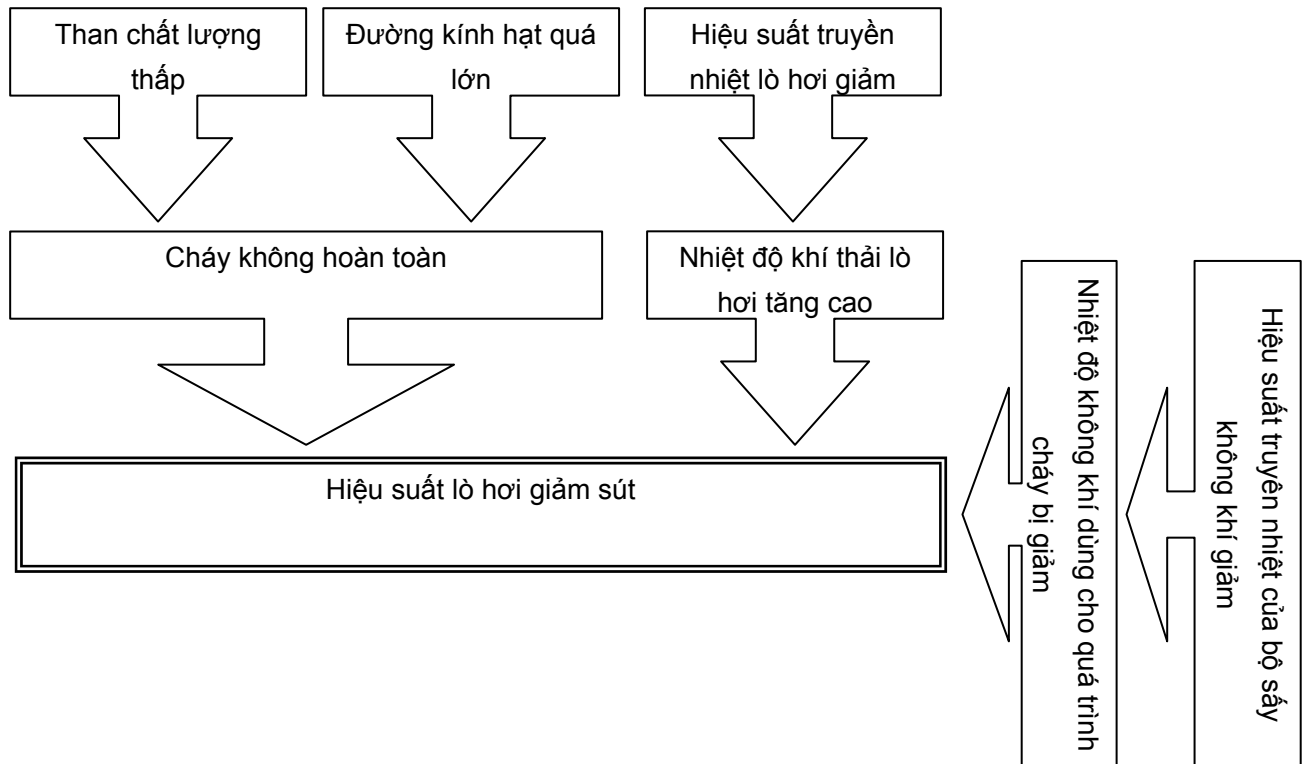 Than chất lượng
thấp
Đường kính hạt quá
lớn
Hiệu suất truyền
nhiệt lò hơi giảm
Cháy không hoàn toàn
Nhiệt độ khí thải lò
hơi tăng cao
Hiệu suất lò hơi giảm sút
Nhiệt độ không khí dùng cho quá trình
cháy bị giảm
Hiệu suất truyên nhiệt của bộ sấy
không khí giảm